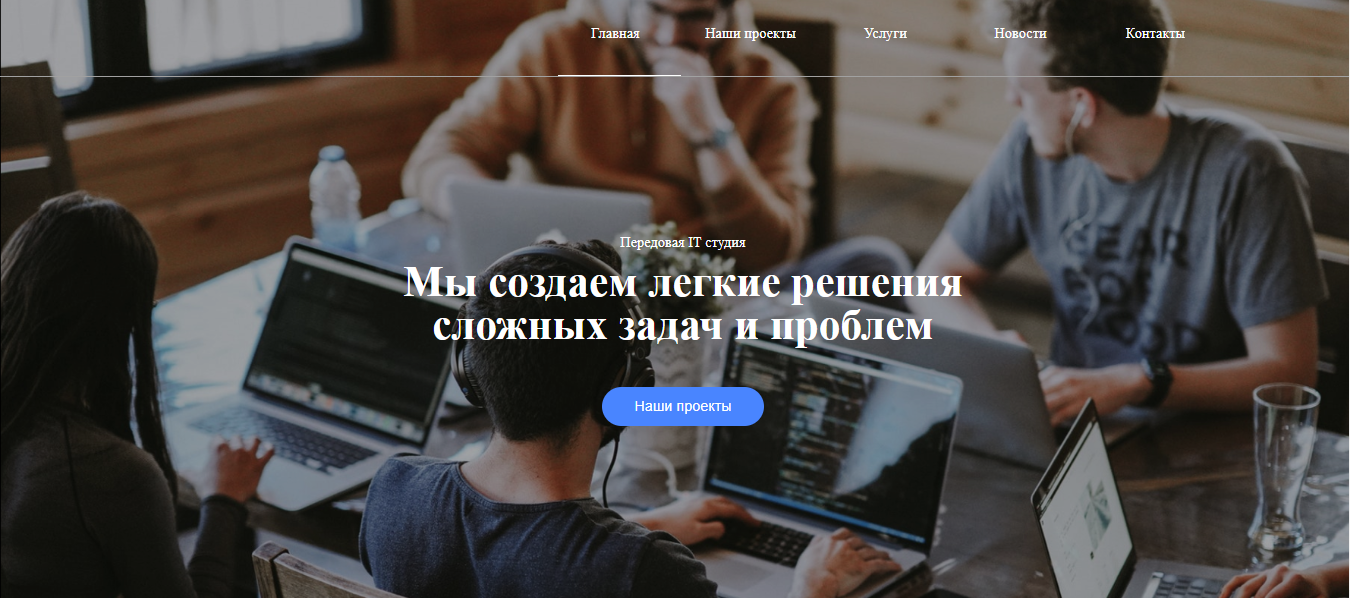 Главная Наши проекты Услуги Новости Контакты
Передовая IT студия
Мы создаем легкие решения
сложных задач и проблем
Наши проекты